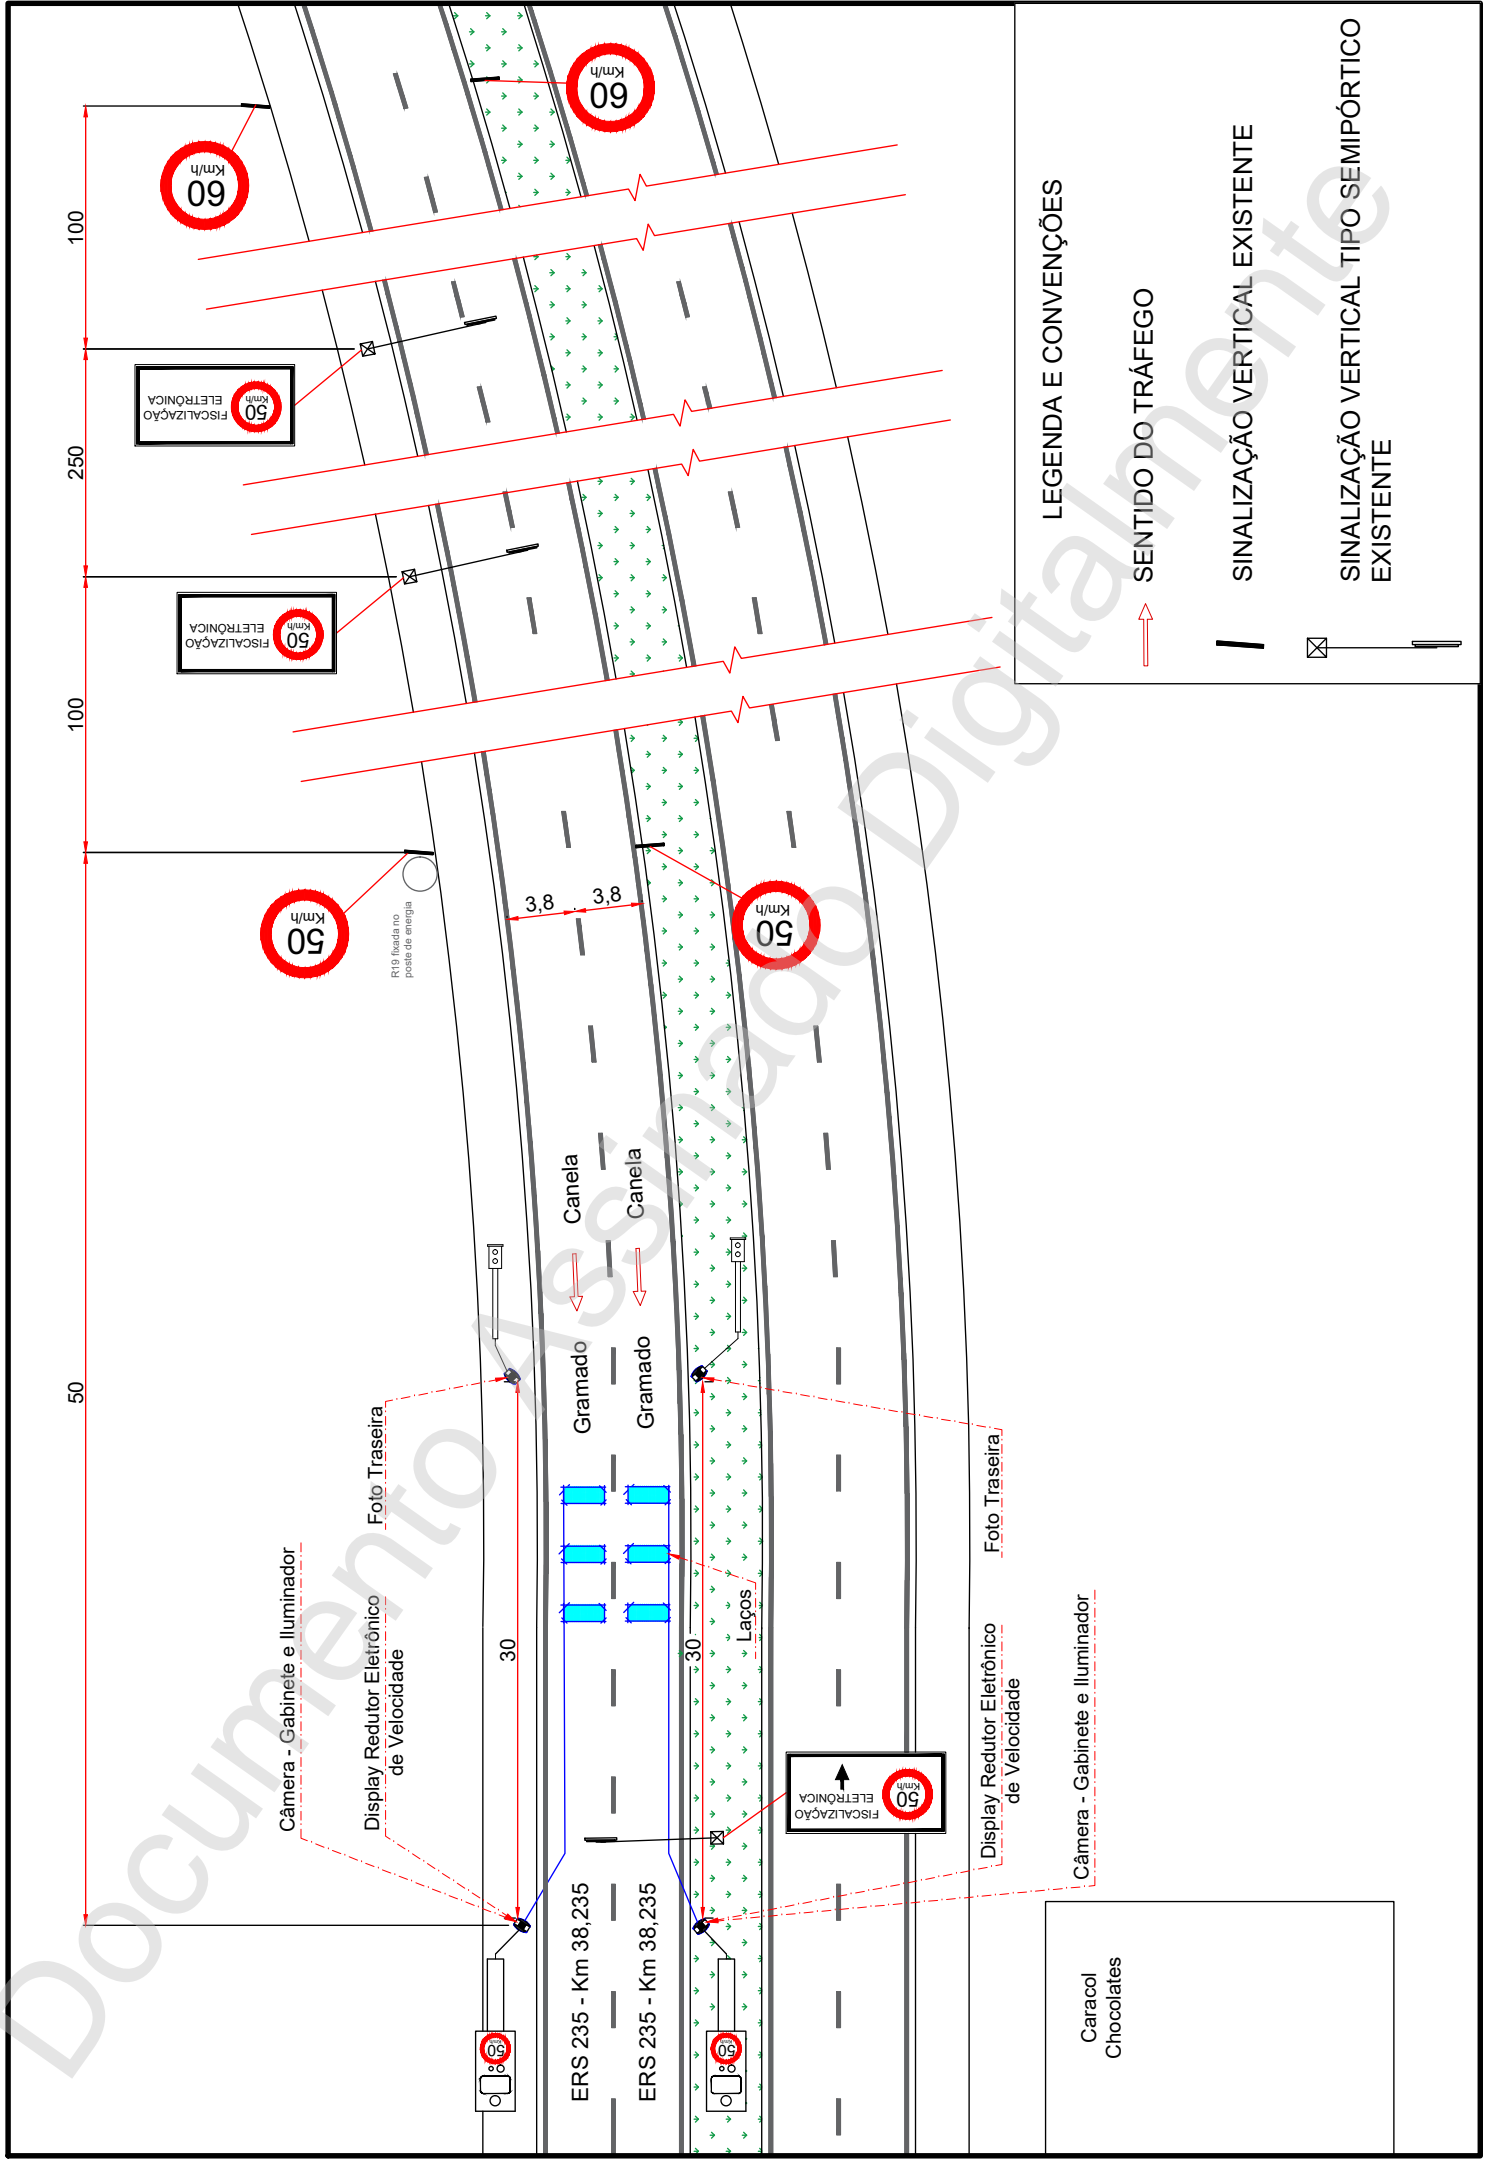 100
250
100
50
60
Km/h
60
Km/h
FISCALIZAÇÃO
ELETRÔNICA
50
Km/h
FISCALIZAÇÃO
ELETRÔNICA
50
Km/h
50
Km/h
R19 fixada no
poste de energia
50
Km/h
3,8
3,8
Canela
Canela
Gramado
Gramado
Foto Traseira
Câmera - Gabinete e Iluminador
Display Redutor Eletrônico
de Velocidade
30
30
Laços
Foto Traseira
Display Redutor Eletrônico
de Velocidade
Câmera - Gabinete e Iluminador
FISCALIZAÇÃO
ELETRÔNICA
50
Km/h
ERS 235 - Km 38,235
ERS 235 - Km 38,235
50
Km/h
50
Km/h
Caracol
Chocolates
LEGENDA E CONVENÇÕES
SENTIDO DO TRÁFEGO
SINALIZAÇÃO VERTICAL EXISTENTE
SINALIZAÇÃO VERTICAL TIPO SEMIPÓRTICO
EXISTENTE
Documento Assinado Digitalmente